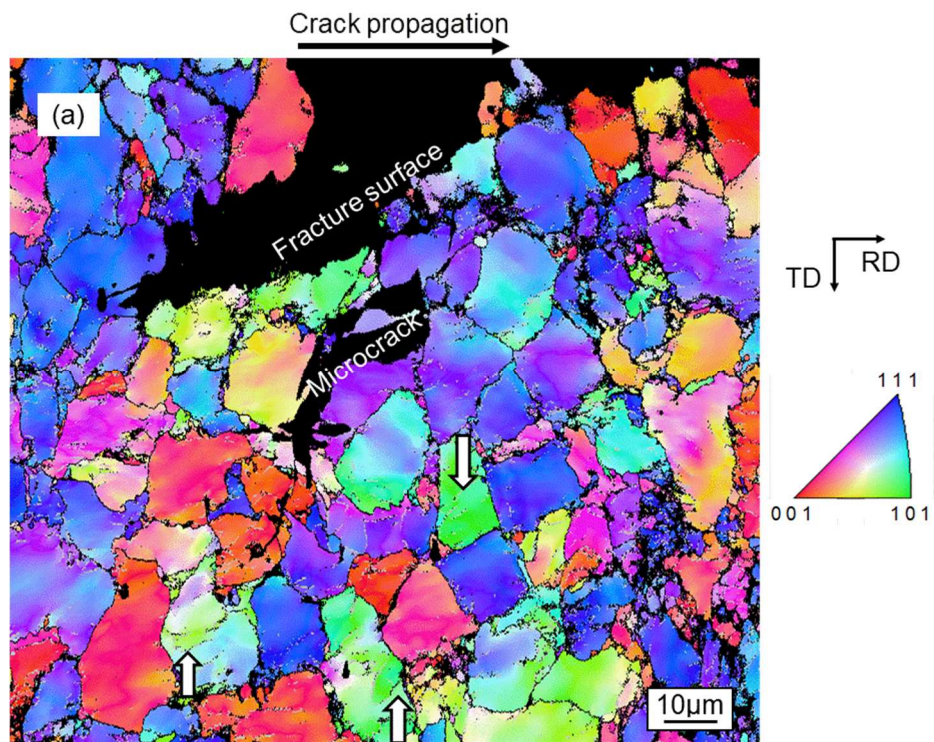 Crack propagation
(a)
Fracture surface
Microcrack
TD
RD
111
001
101
10µm